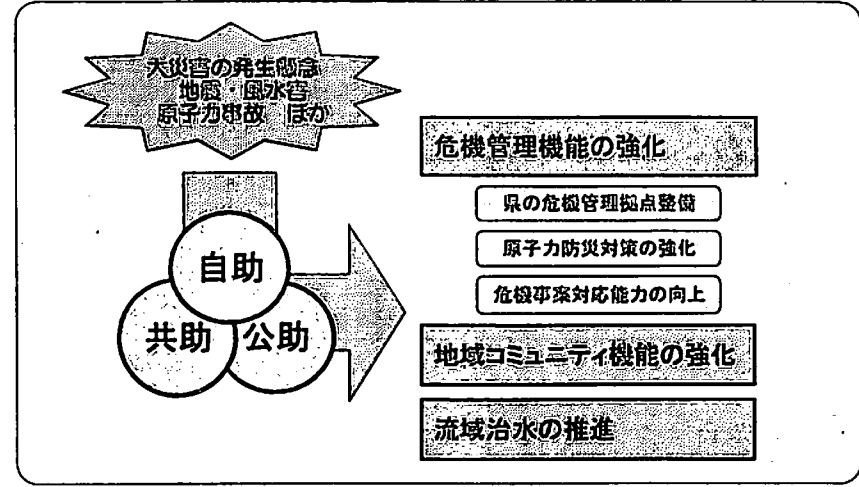 大災害の発生懸念
地震・風水害
原子力事故　ほか
自助
共助
公助
危機管理機能の強化
県の危機管理拠点整備
原子力防災対策の強化
危機事案対応能力の向上
地域コミュニティ機能の強化
流域治水の推進